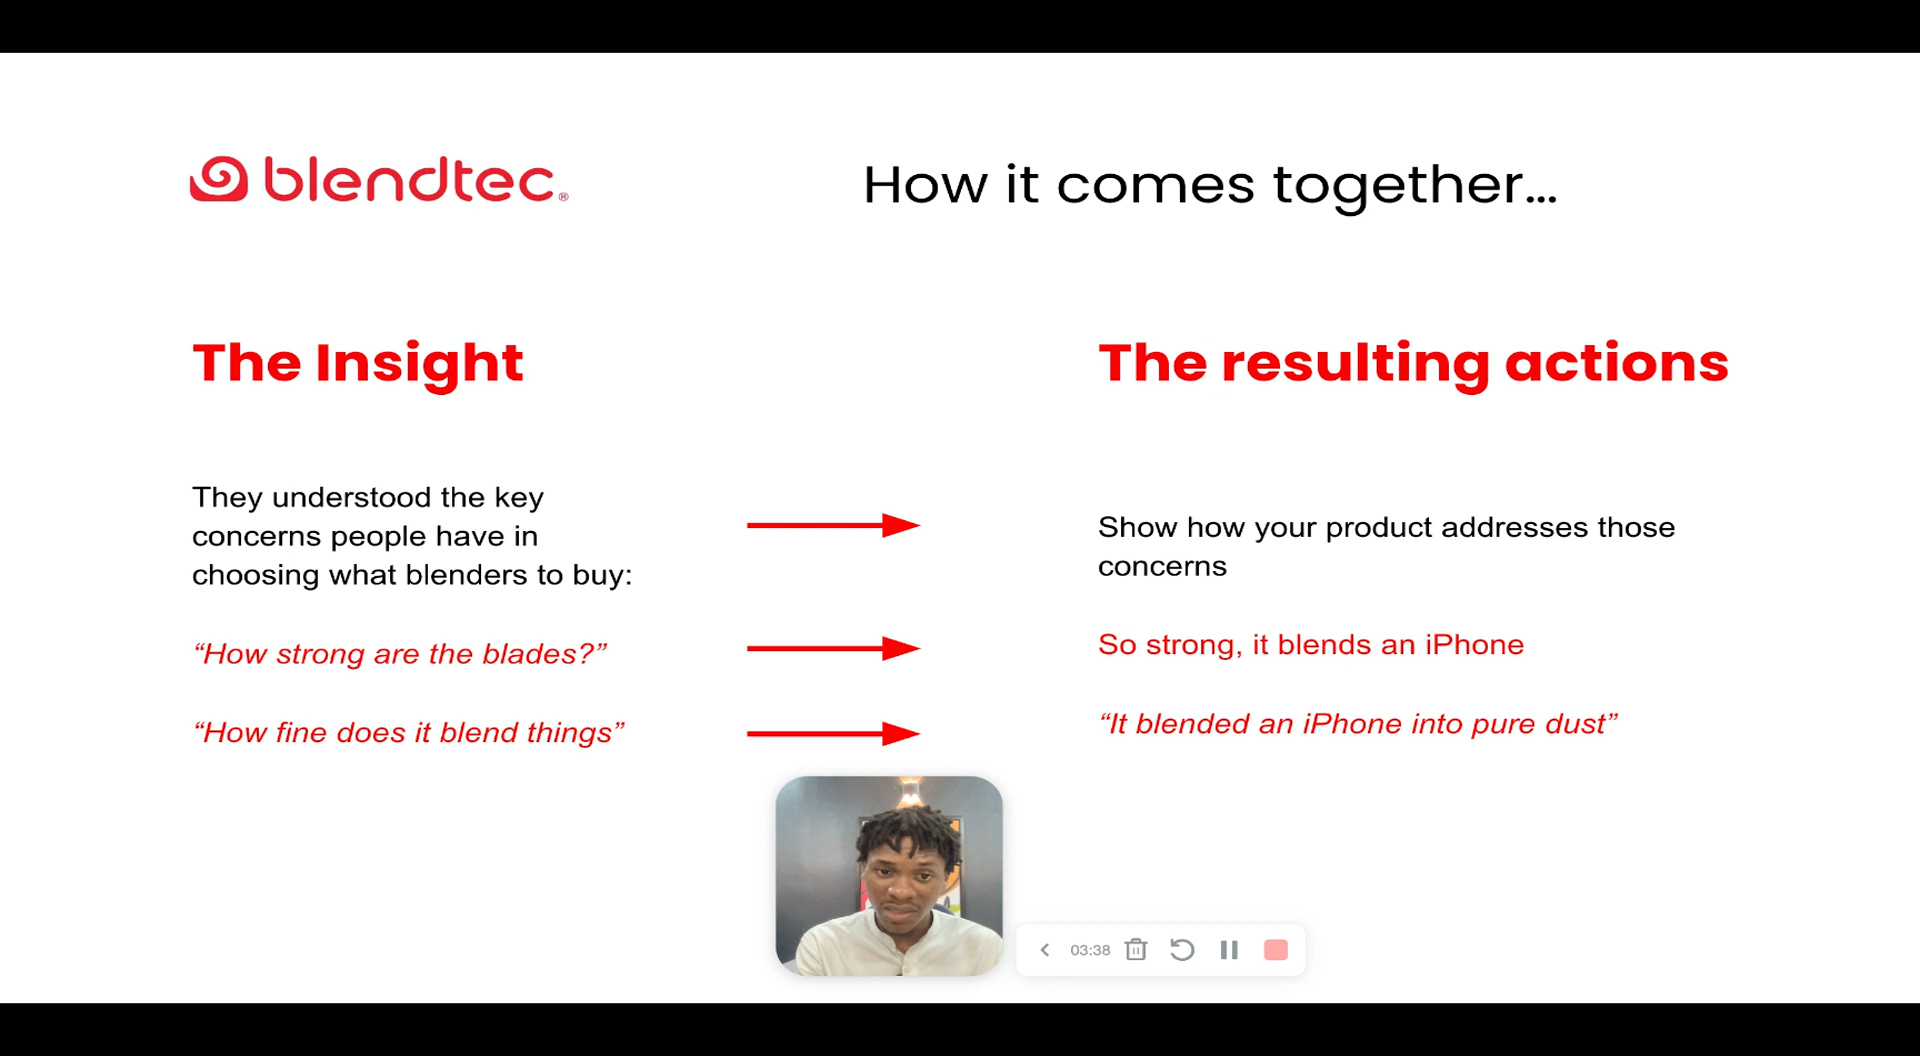 blendtec®
How it comes together...
The Insight
The resulting actions
They understood the key
concerns people have in
choosing what blenders to buy:
“How strong are the blades?”
“How fine does it blend things”
Show how your product addresses those
concerns
So strong, it blends an iPhone
“It blended an iPhone into pure dust”
03:38